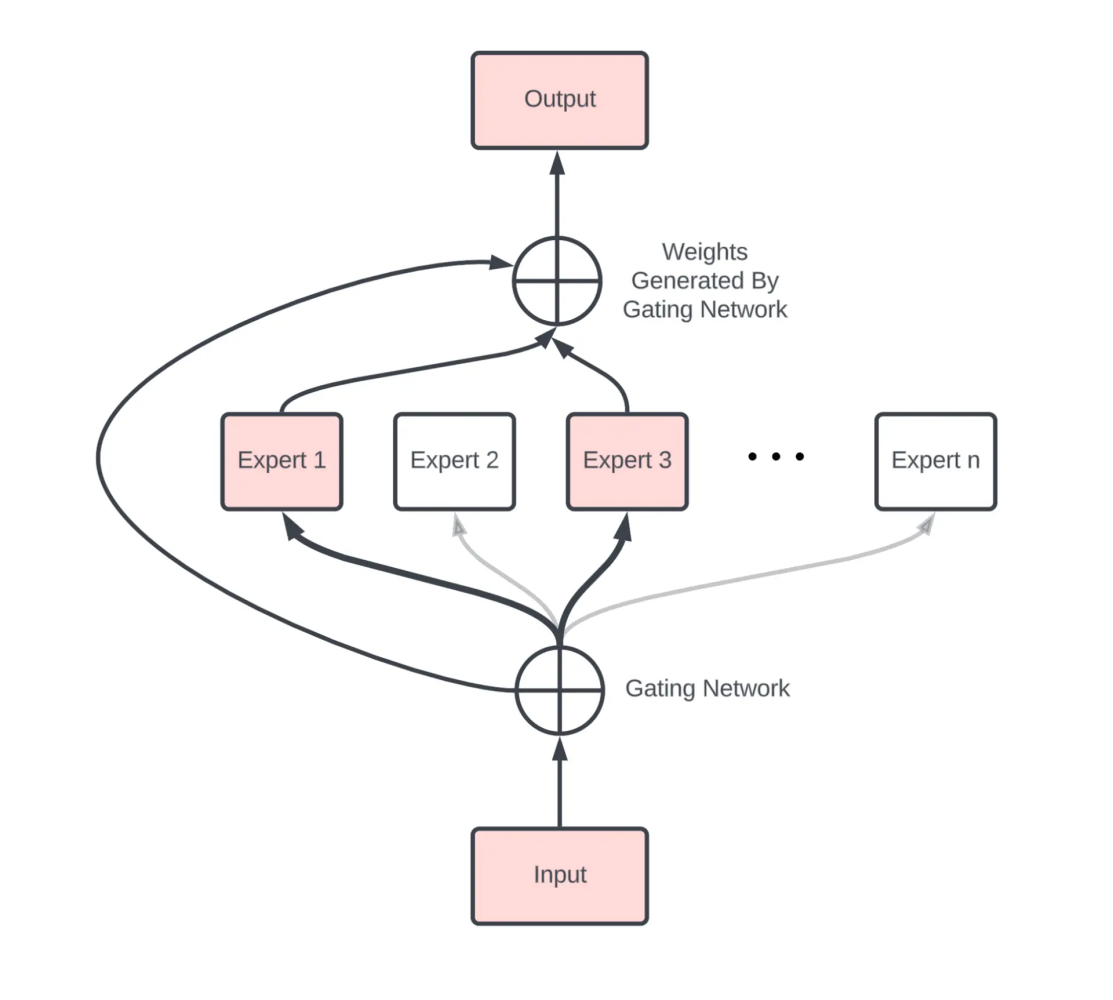 Output
Weights
Generated By
Gating Network
Expert 1
Expert 2
Expert 3
• • •
Expert n
Gating Network
Input